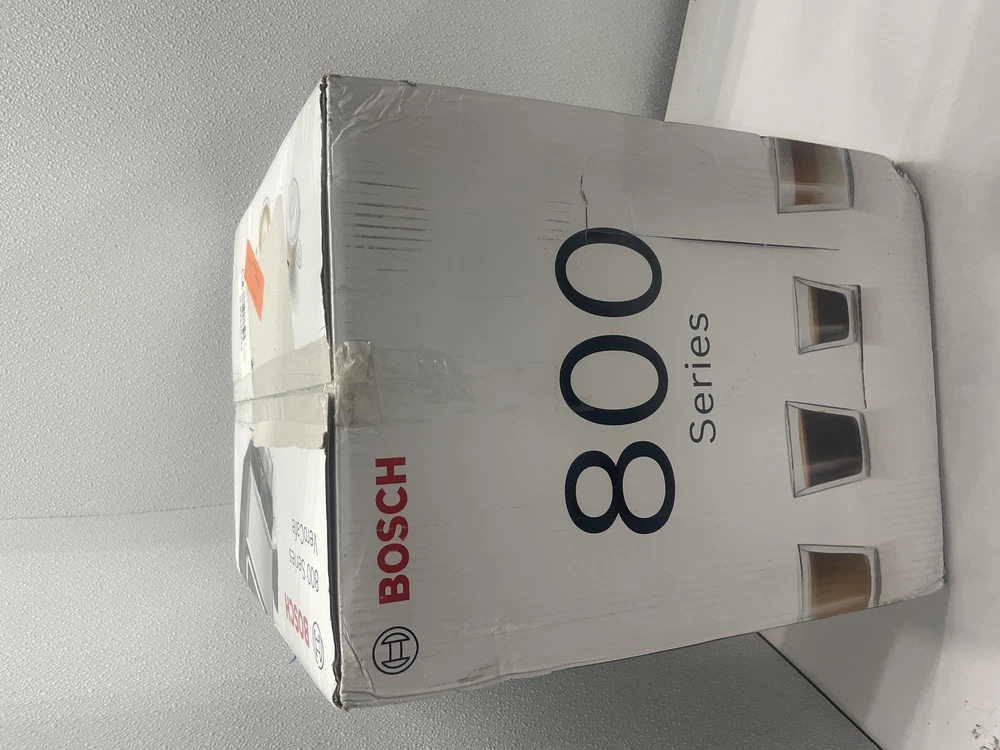 BOSCH
800
Series
BOSCH
800 Series
VeroCafe